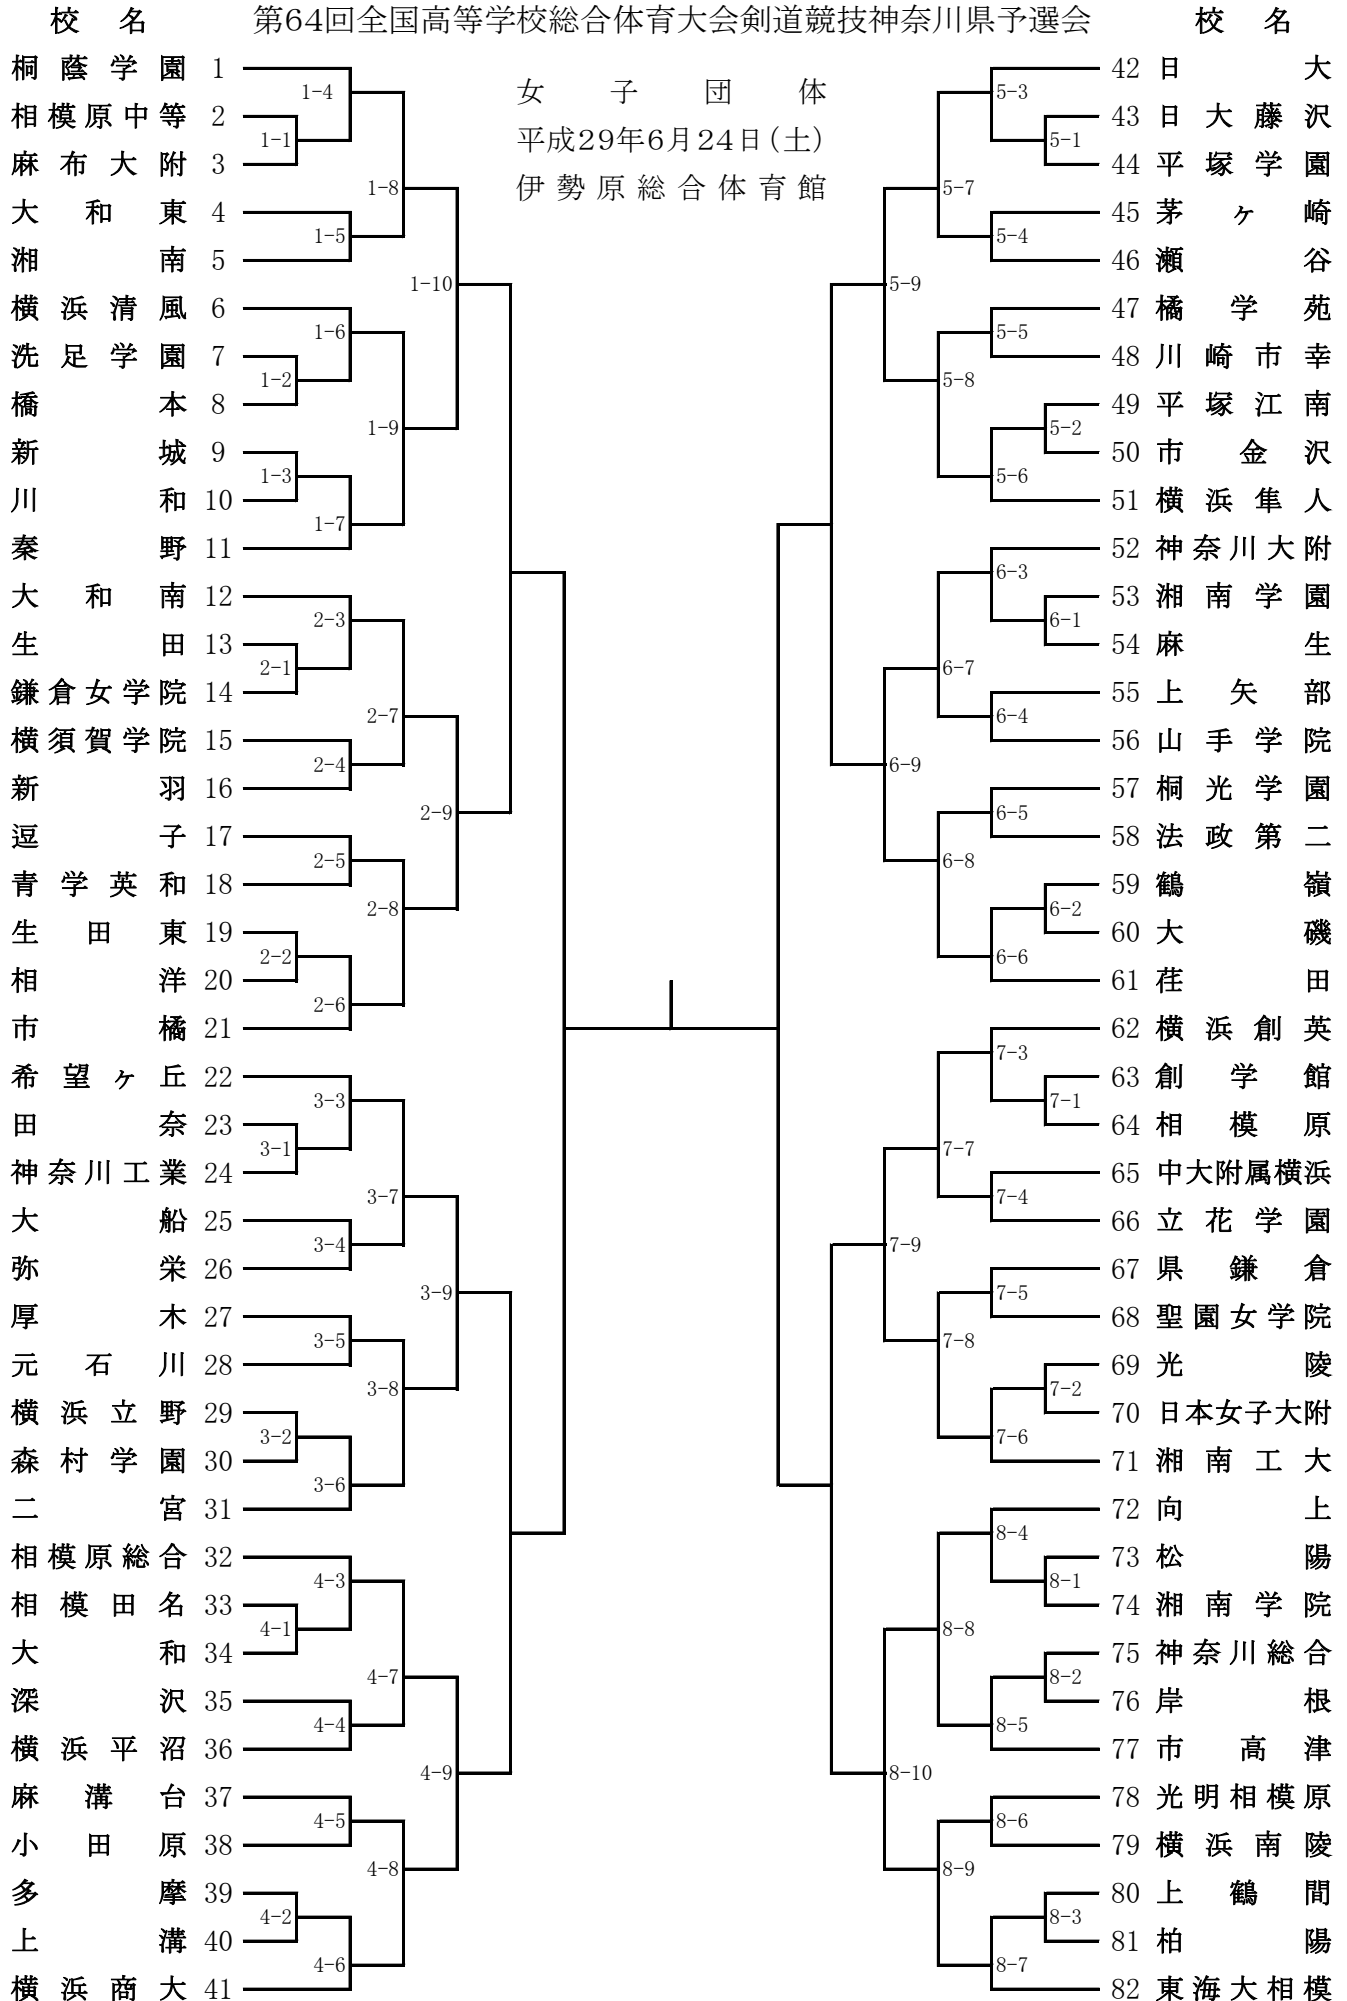 第64回全国高等学校総合体育大会剣道競技神奈川県予選会
女子団体
平成29年6月24日(土)
伊勢原総合体育館
校名
桐蔭学園 1
相模原中等 2
麻布大附 3
大和東 4
湘南 5
横浜清風 6
洗足学園 7
橋本 8
新城 9
川和 10
秦野 11
大和南 12
生田 13
鎌倉女学院 14
横須賀学院 15
新羽 16
逗子 17
青学英和 18
生田東 19
相洋 20
市橘 21
希望ヶ丘 22
田奈 23
神奈川工業 24
大船 25
弥栄 26
厚木 27
元石川 28
横浜立野 29
森村学園 30
二宮 31
相模原総合 32
相模田名 33
大和 34
深沢 35
横浜平沼 36
麻溝台 37
小田原 38
多摩 39
上溝 40
横浜商大 41
1-4
1-1
1-8
1-5
1-10
1-6
1-2
1-9
1-3
1-7
2-3
2-1
2-7
2-4
2-9
2-5
2-8
2-2
2-6
3-3
3-1
3-7
3-4
3-9
3-5
3-8
3-2
3-6
4-3
4-1
4-7
4-4
4-9
4-5
4-8
4-2
4-6
校名
42 日大
43 日大藤沢
44 平塚学園
45 茅ヶ崎
46 瀬谷
47 橘学苑
48 川崎市幸
49 平塚江南
50 市金沢
51 横浜隼人
52 神奈川大附
53 湘南学園
54 麻生
55 上矢部
56 山手学院
57 桐光学園
58 法政第二
59 鶴嶺
60 大磯
61 荏田
62 横浜創英
63 創学館
64 相模原
65 中大附属横浜
66 立花学園
67 県鎌倉
68 聖園女学院
69 光陵
70 日本女子大附
71 湘南工大
72 向上
73 松陽
74 湘南学院
75 神奈川総合
76 岸根
77 市高津
78 光明相模原
79 横浜南陵
80 上鶴間
81 柏陽
82 東海大相模
5-3
5-1
5-7
5-4
5-9
5-5
5-8
5-2
5-6
6-3
6-1
6-7
6-4
6-9
6-5
6-8
6-2
6-6
7-3
7-1
7-7
7-4
7-9
7-5
7-8
7-2
7-6
8-4
8-1
8-8
8-2
8-5
8-10
8-6
8-9
8-3
8-7